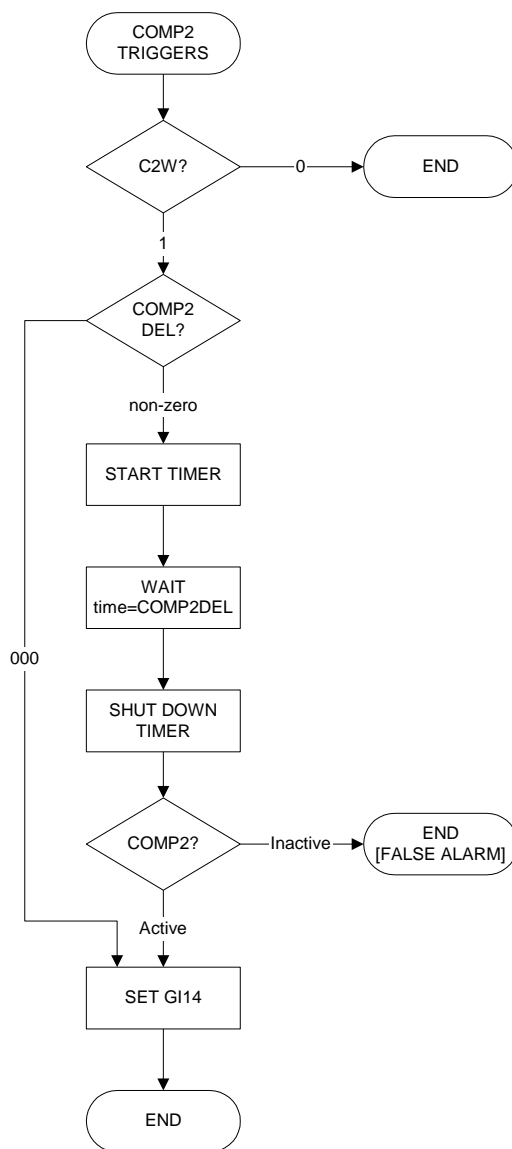 COMP2
TRIGGERS
C2W?
0
END
1
COMP2
DEL?
non-zero
START TIMER
WAIT
time=COMP2DEL
000
SHUT DOWN
TIMER
COMP2?
Inactive
END
[FALSE ALARM]
Active
SET GI14
END